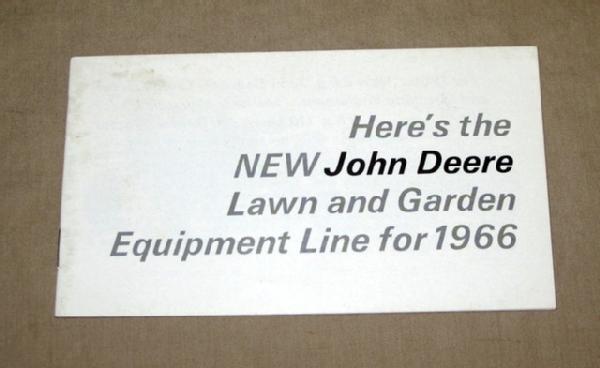 Here's the
NEW John Deere
Lawn and Garden
Equipment Line for 1966